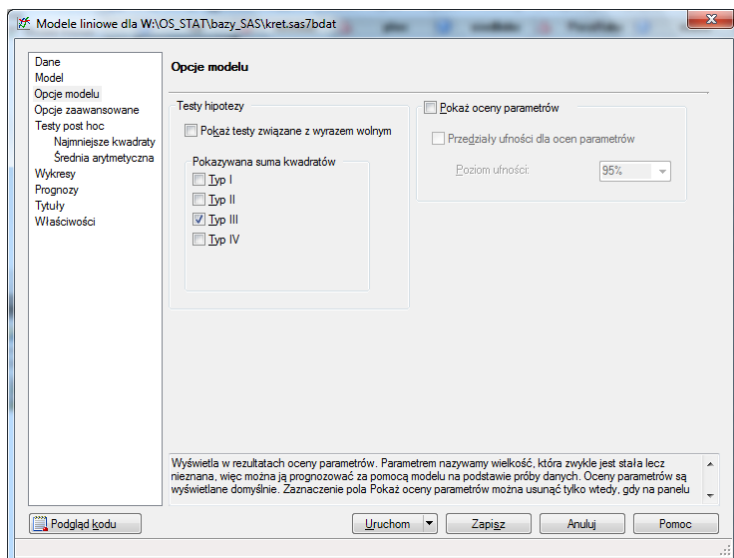 Modele liniowe dla W:\OS_STAT\bazy_SAS\kret.sas7bdat
Dane
Model
Opcje modelu
Opcje zaawansowane
Testy post hoc
Najmniejsze kwadraty
Średnia arytmetyczna
Wykresy
Prognozy
Tytuły
Właściwości
Opcje modelu
Testy hipotezy
Pokaż testy związane z wyrazem wolnym
Pokazywana suma kwadratów
Typ I
Typ II
Typ III
Typ IV
Pokaż oceny parametrów
Przedziały ufności dla ocen parametrów
Poziom ufności:
95%
Wyświetla w rezultatach oceny parametrów. Parametrem nazywamy wielkość, która zwykle jest stała lecz
nieznana, więc można ją prognozować za pomocą modelu na podstawie próby danych. Oceny parametrów są
wyświetlane domyślnie. Zaznaczenie pola Pokaż oceny parametrów można usunąć tylko wtedy, gdy na panelu
Podgląd kodu
Uruchom
Zapisz
Anuluj
Pomoc